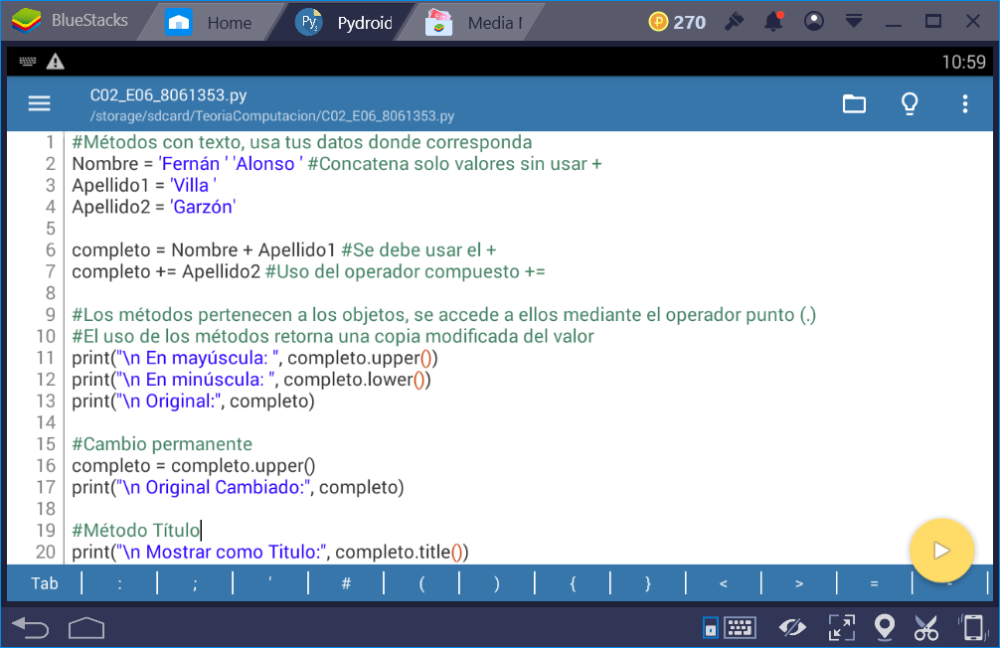 BlueStacks Home Pydroid Media 270
10:59
C02_E06_8061353.py
/storage/sdcard/TeoriaComputacion/C02_E06_8061353.py
1 #Métodos con texto, usa tus datos donde corresponda
2 Nombre = 'Fernán ' 'Alonso ' #Concatena solo valores sin usar +
3 Apellido1 = 'Villa '
4 Apellido2 = 'Garzón'
5
6 completo = Nombre + Apellido1 #Se debe usar el +
7 completo += Apellido2 #Uso del operador compuesto +=
8
9 #Los métodos pertenecen a los objetos, se accede a ellos mediante el operador punto (.)
10 #El uso de los métodos retorna una copia modificada del valor
11 print("\n En mayúscula: ", completo.upper())
12 print("\n En minúscula: ", completo.lower())
13 print("\n Original:", completo)
14
15 #Cambio permanente
16 completo = completo.upper()
17 print("\n Original Cambiado:", completo)
18
19 #Método Título
20 print("\n Mostrar como Titulo:", completo.title())
Tab : ; ' # ( ) { } < > =